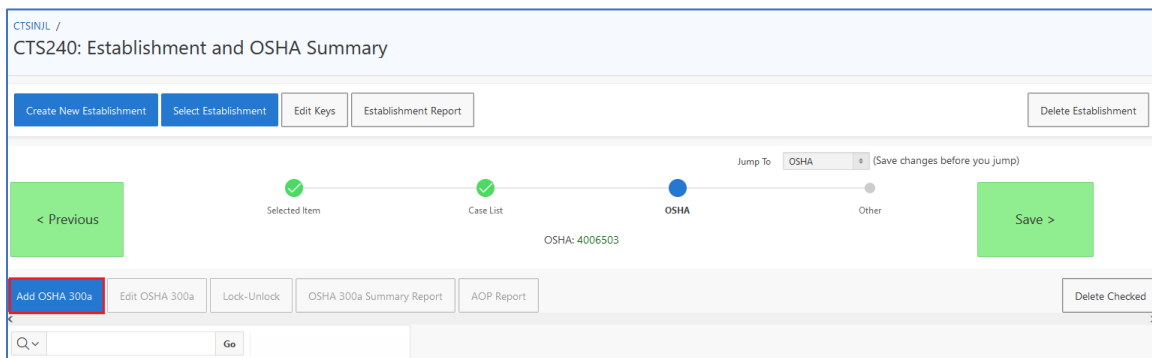 CTSINJL /
CTS240: Establishment and OSHA Summary
Create New Establishment Select Establishment Edit Keys Establishment Report Delete Establishment
Jump To OSHA (Save changes before you jump)
< Previous Selected Item Case List OSHA Other Save >
OSHA: 4006503
Add OSHA 300a Edit OSHA 300a Lock-Unlock OSHA 300a Summary Report AOP Report Delete Checked
Go